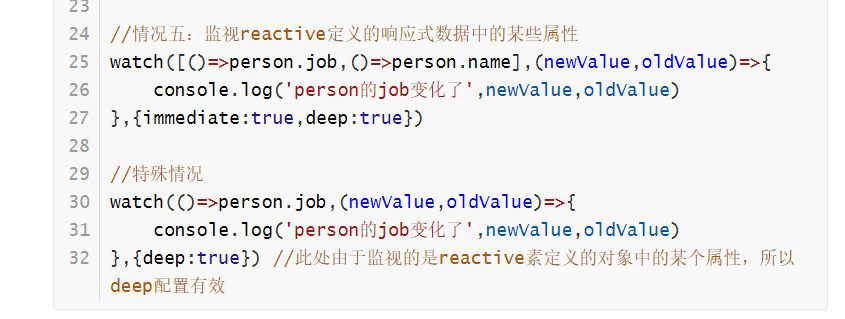 23
24 //情况五：监视reactive定义的响应式数据中的某些属性
25 watch([()=>person.job,()=>person.name],(newValue,oldValue)=>{
26     console.log('person的job变化了',newValue,oldValue)
27 },{immediate:true,deep:true})
28
29 //特殊情况
30 watch(()=>person.job,(newValue,oldValue)=>{
31     console.log('person的job变化了',newValue,oldValue)
32 },{deep:true}) //此处由于监视的是reactive素定义的对象中的某个属性，所以
deep配置有效